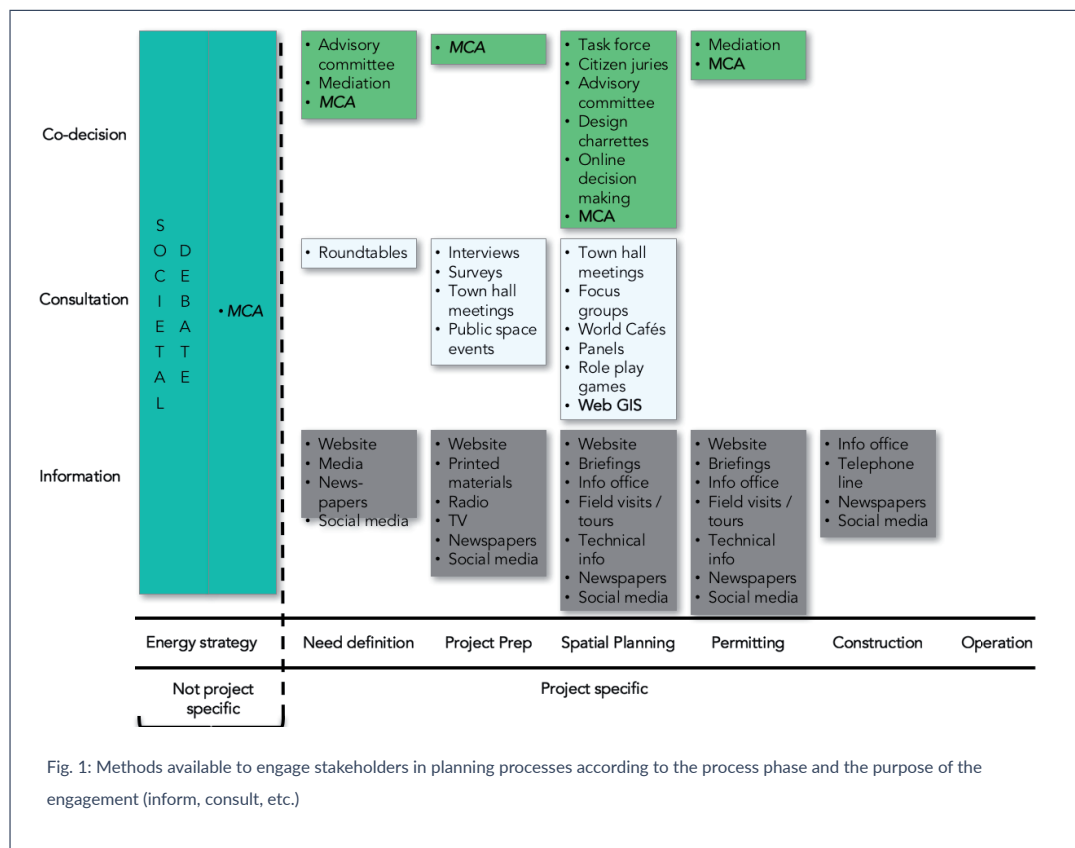 Co-decision
Consultation
Information
SOCIETAL
DEBATE
• MCA
• Advisory
committee
• Mediation
• MCA
• MCA
• Task force
• Citizen juries
• Advisory
committee
• Design
charrettes
• Online
decision
making
• MCA
• Mediation
• MCA
• Roundtables
• Interviews
• Surveys
• Town hall
meetings
• Public space
events
• Town hall
meetings
• Focus
groups
• World Cafés
• Panels
• Role play
games
• Web GIS
• Website
• Media
• News-
papers
• Social media
• Website
• Printed
materials
• Radio
• TV
• Newspapers
• Social media
• Website
• Briefings
• Info office
• Field visits /
tours
• Technical
info
• Newspapers
• Social media
• Website
• Briefings
• Info office
• Field visits /
tours
• Technical
info
• Newspapers
• Social media
• Info office
• Telephone
line
• Newspapers
• Social media
Energy strategy
Need definition
Project Prep
Spatial Planning
Permitting
Construction
Operation
Not project
specific
Project specific
Fig. 1: Methods available to engage stakeholders in planning processes according to the process phase and the purpose of the
engagement (inform, consult, etc.)